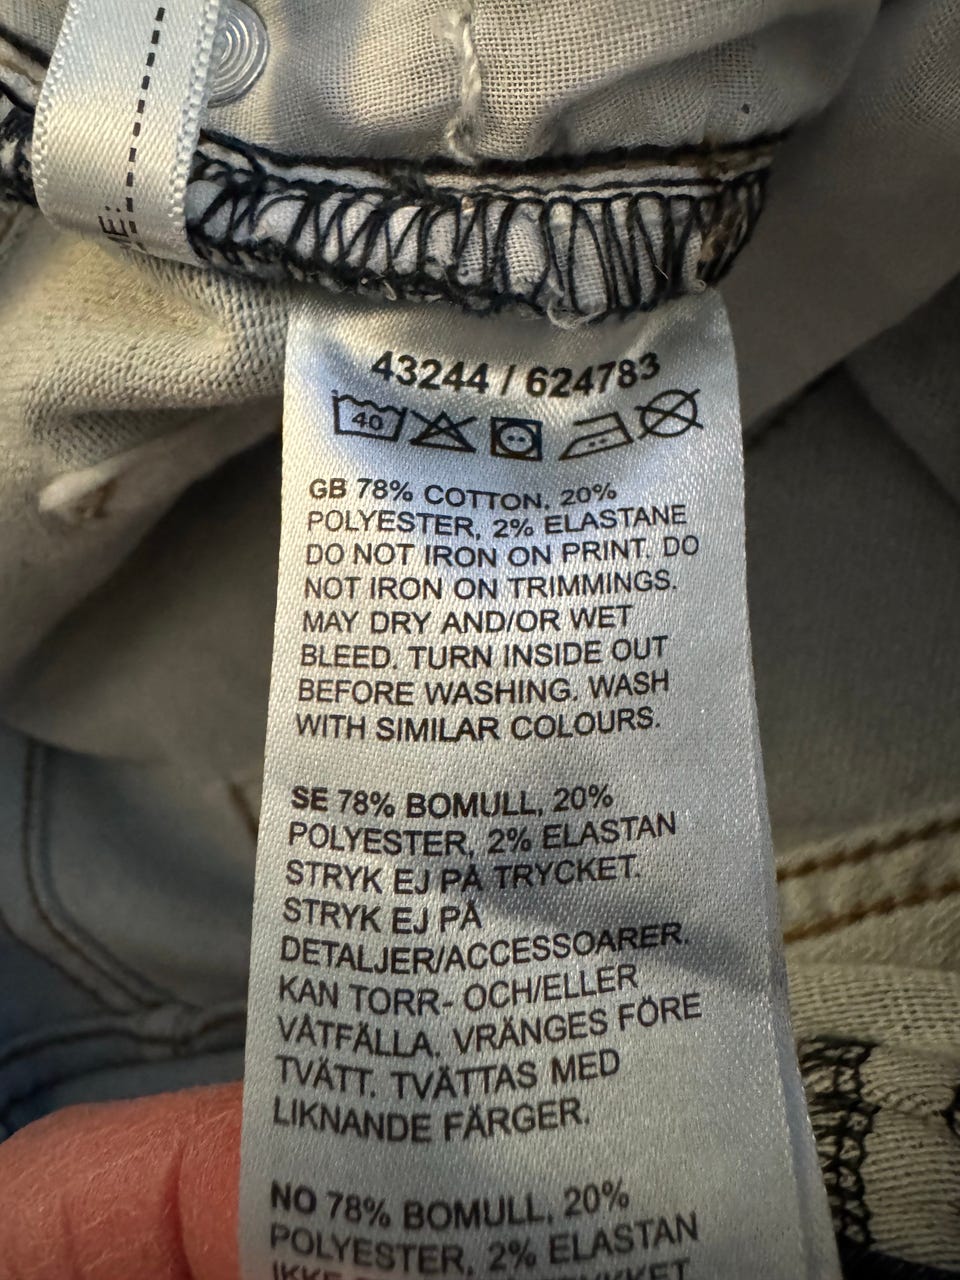 ME:
43244 / 624783
40
GB 78% COTTON, 20%
POLYESTER, 2% ELASTANE
DO NOT IRON ON PRINT. DO
NOT IRON ON TRIMMINGS.
MAY DRY AND/OR WET
BLEED. TURN INSIDE OUT
BEFORE WASHING. WASH
WITH SIMILAR COLOURS.
SE 78% BOMULL, 20%
POLYESTER, 2% ELASTAN
STRYK EJ PÅ TRYCKET.
STRYK EJ PÅ
DETALJER/ACCESSOARER.
KAN TORR- OCH/ELLER
VÅTFÄLLA. VRÄNGES FÖRE
TVÄTT. TVÄTTAS MED
LIKNANDE FÄRGER.
NO 78% BOMULL, 20%
POLYESTER, 2% ELASTAN
IKKE